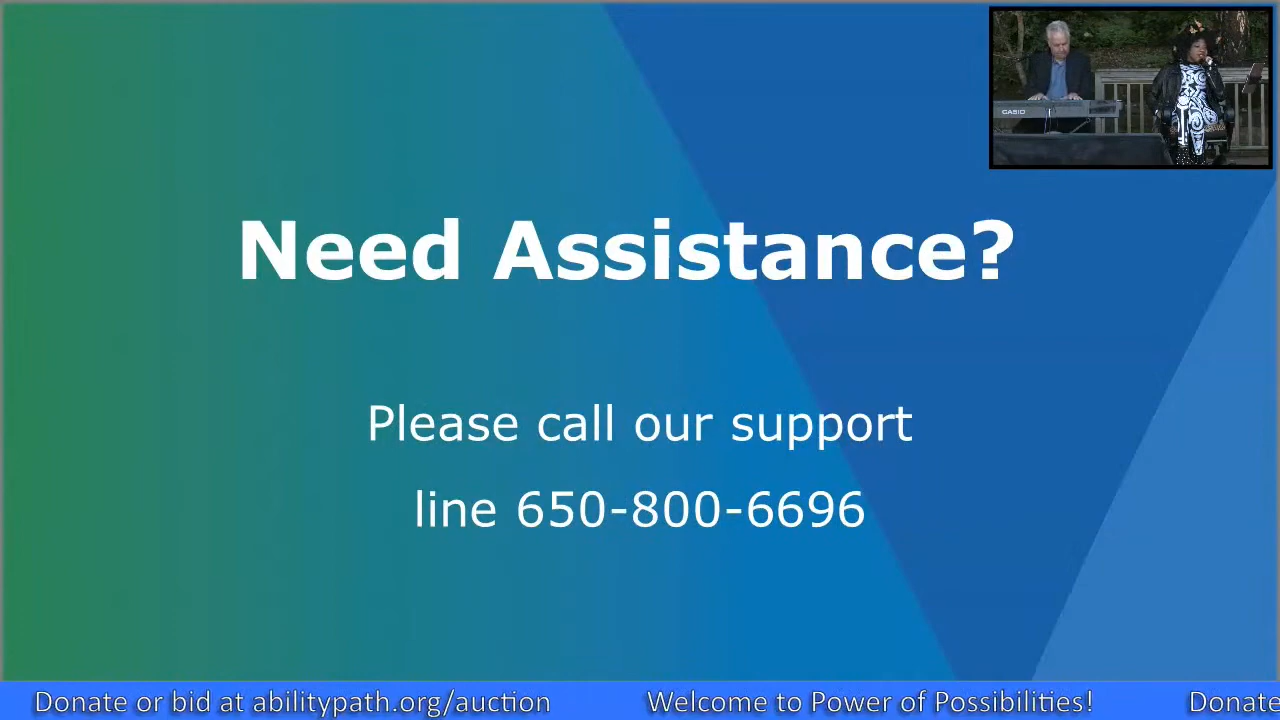 CASIO
Need Assistance?
Please call our support
line 650-800-6696
Donate or bid at abilitypath.org/auction Welcome to Power of Possibilities! Donate